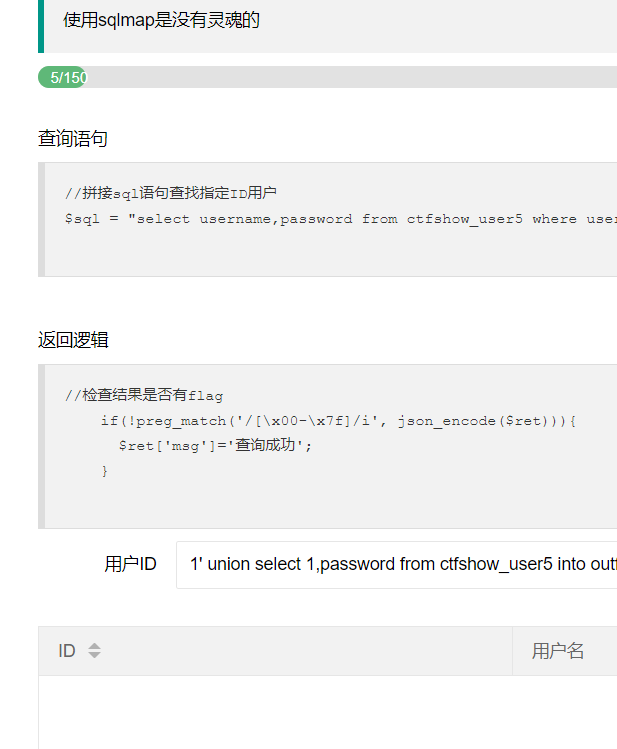 使用sqlmap是没有灵魂的
5/150
查询语句
//拼接sql语句查找指定ID用户
$sql = "select username,password from ctfshow_user5 where user
返回逻辑
//检查结果是否有flag
if(!preg_match('/[\x00-\x7f]/i', json_encode($ret))){
$ret['msg']='查询成功';
}
用户ID
1' union select 1,password from ctfshow_user5 into outf
ID
用户名